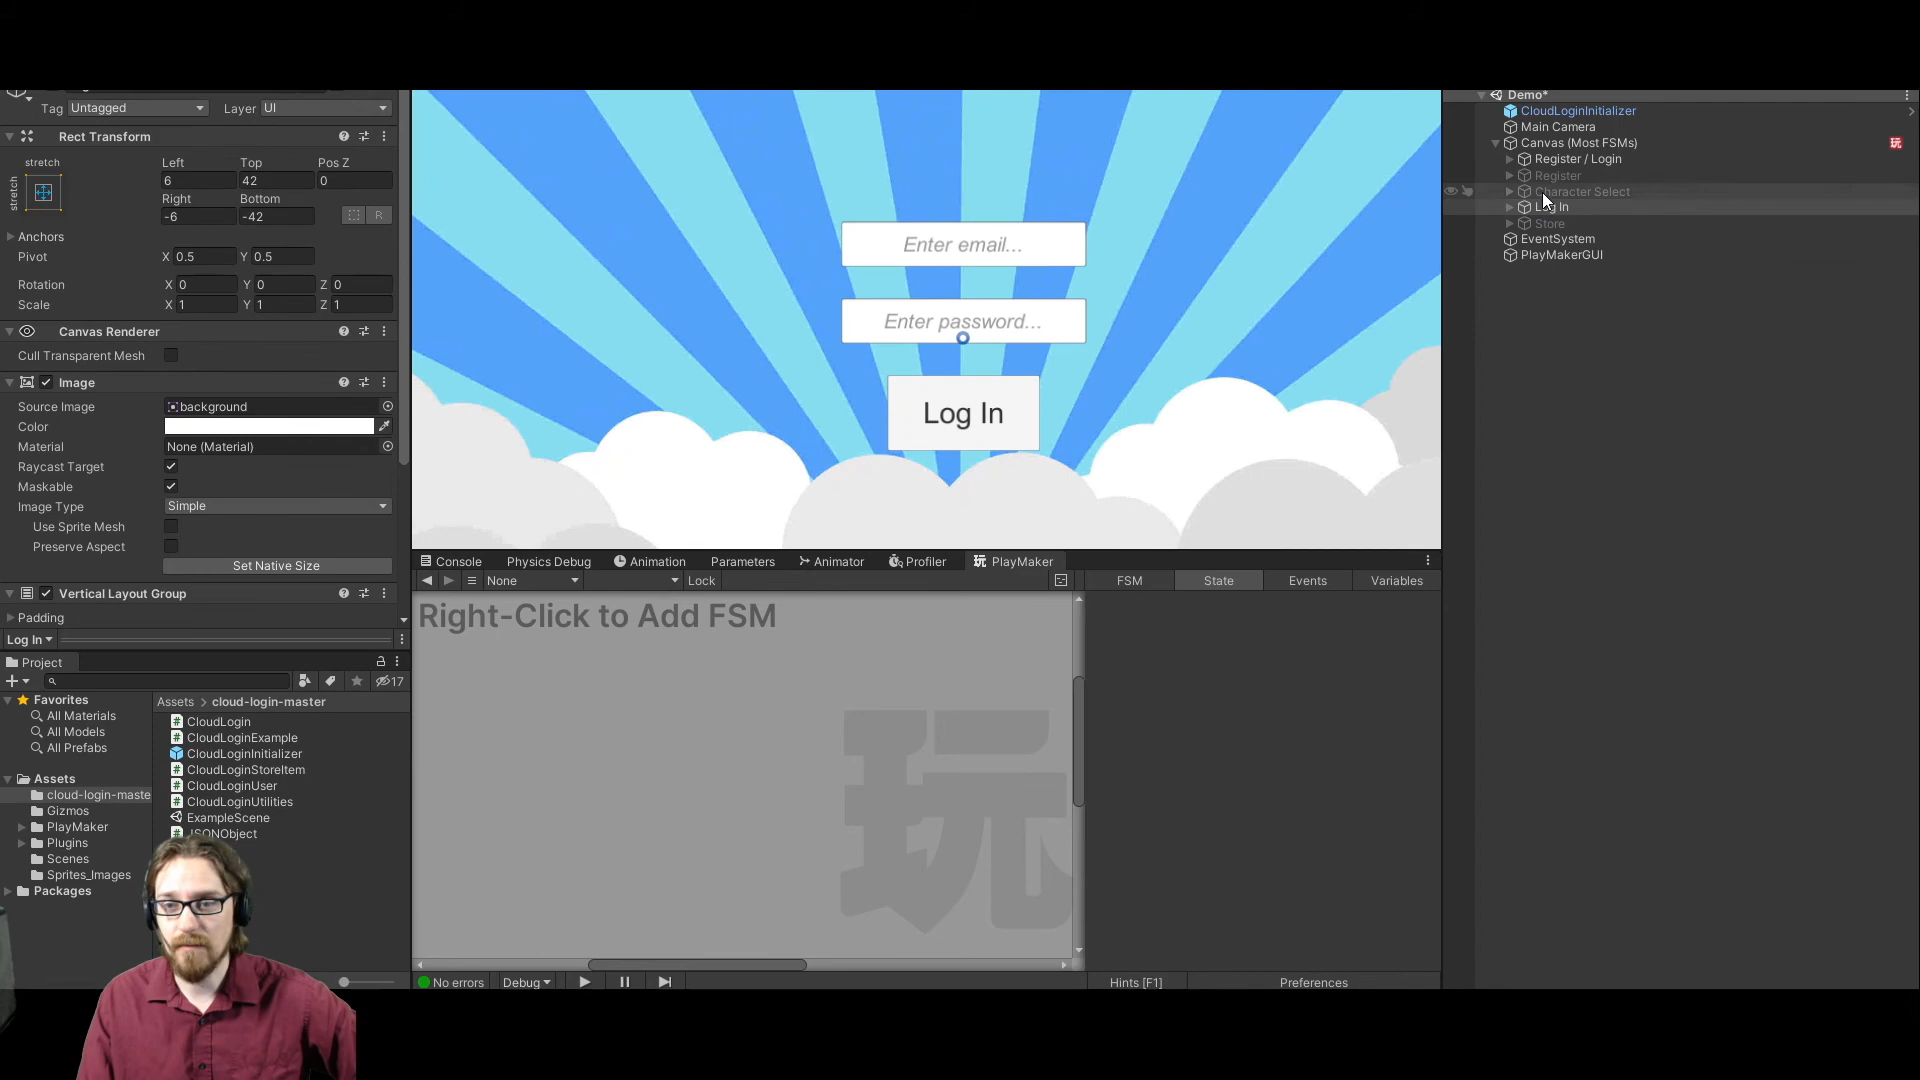 Tag Untagged Layer UI
Rect Transform
stretch
stretch
Left Top Pos Z
6 42 0
Right Bottom
-6 -42 R
Anchors
Pivot X 0.5 Y 0.5
Rotation X 0 Y 0 Z 0
Scale X 1 Y 1 Z 1
Canvas Renderer
Cull Transparent Mesh
Image
Source Image background
Color
Material None (Material)
Raycast Target
Maskable
Image Type Simple
Use Sprite Mesh
Preserve Aspect
Set Native Size
Vertical Layout Group
Padding
Log In
Project
17
Favorites
All Materials
All Models
All Prefabs
Assets
cloud-login-maste
Gizmos
PlayMaker
Plugins
Scenes
Sprites_Images
Packages
Assets > cloud-login-master
CloudLogin
CloudLoginExample
CloudLoginInitializer
CloudLoginStoreItem
CloudLoginUser
CloudLoginUtilities
ExampleScene
JSONObject
Enter email...
Enter password...
Log In
Console Physics Debug Animation Parameters Animator Profiler 玩 PlayMaker
None Lock
FSM State Events Variables
Right-Click to Add FSM
玩
No errors Debug
Hints [F1] Preferences
Demo*
CloudLoginInitializer
Main Camera
Canvas (Most FSMs) 玩
Register / Login
Register
Character Select
Log In
Store
EventSystem
PlayMakerGUI